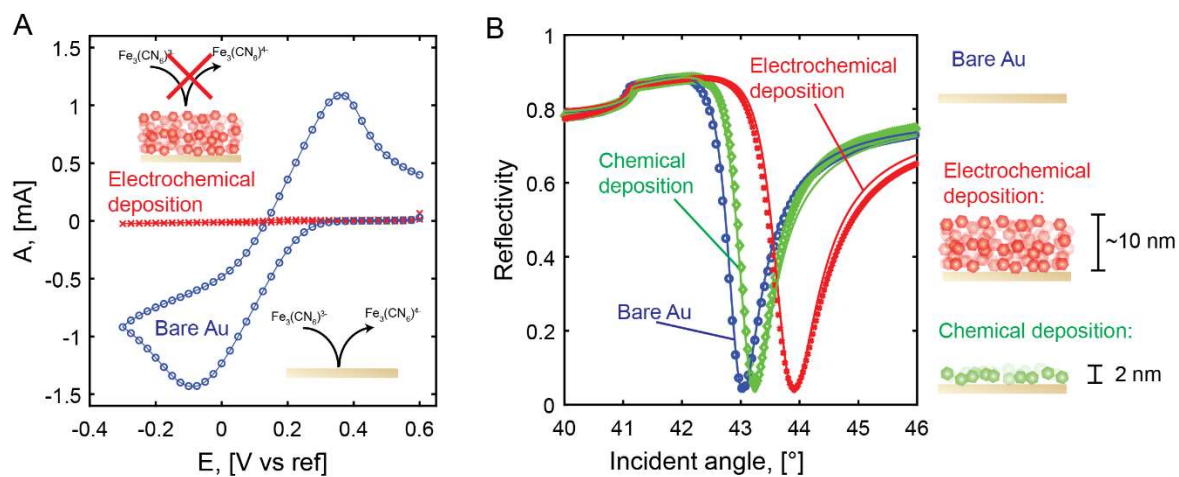 A
1.5
1
0.5
0
-0.5
-1
-1.5
-0.4
-0.2
0
0.2
0.4
0.6
A, [mA]
E, [V vs ref]
Fe₃(CN₆)³⁻
Fe₃(CN₆)⁴⁻
Electrochemical
deposition
Bare Au
Fe₃(CN₆)³⁻
Fe₃(CN₆)⁴⁻
B
1
0.8
0.6
0.4
0.2
0
40
41
42
43
44
45
46
Reflectivity
Incident angle, [°]
Electrochemical
deposition
Chemical
deposition
Bare Au
Bare Au
Electrochemical
deposition:
~10 nm
Chemical deposition:
2 nm